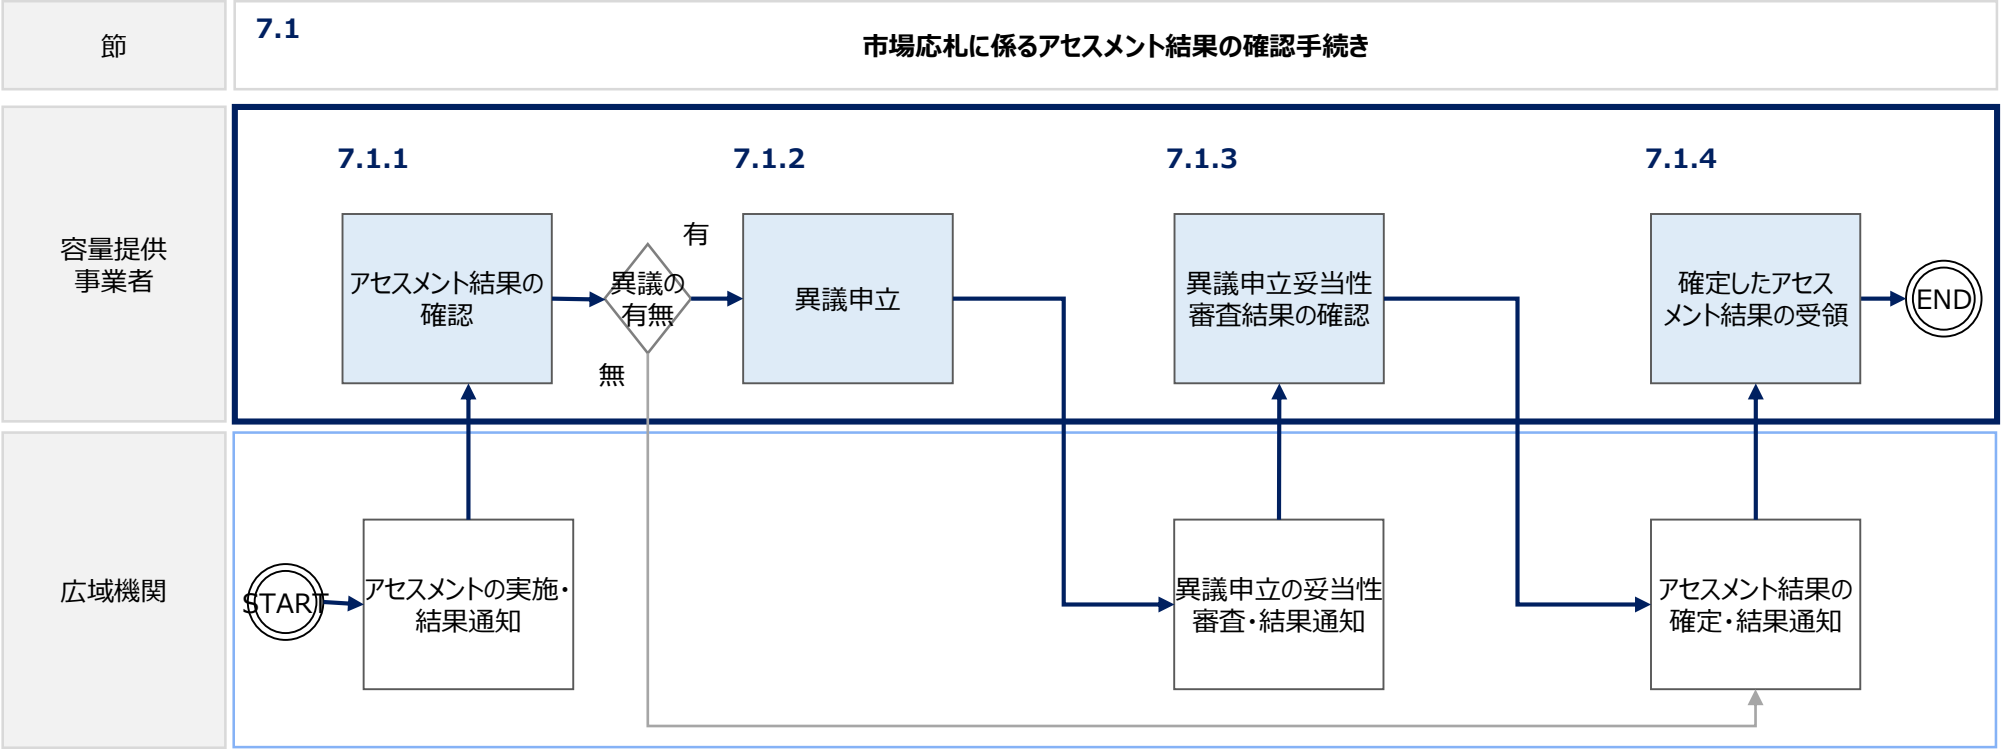 節
7.1
市場応札に係るアセスメント結果の確認手続き
容量提供
事業者
7.1.1
7.1.2
7.1.3
7.1.4
アセスメント結果の
確認
異議の
有無
有
無
異議申立
異議申立妥当性
審査結果の確認
確定したアセス
メント結果の受領
END
広域機関
START
アセスメントの実施・
結果通知
異議申立の妥当性
審査・結果通知
アセスメント結果の
確定・結果通知